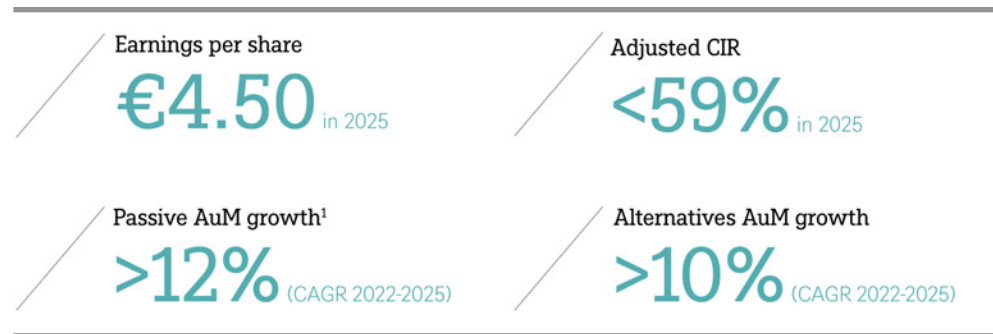 Earnings per share
€4.50 in 2025
Adjusted CIR
<59% in 2025
Passive AuM growth¹
>12% (CAGR 2022-2025)
Alternatives AuM growth
>10% (CAGR 2022-2025)